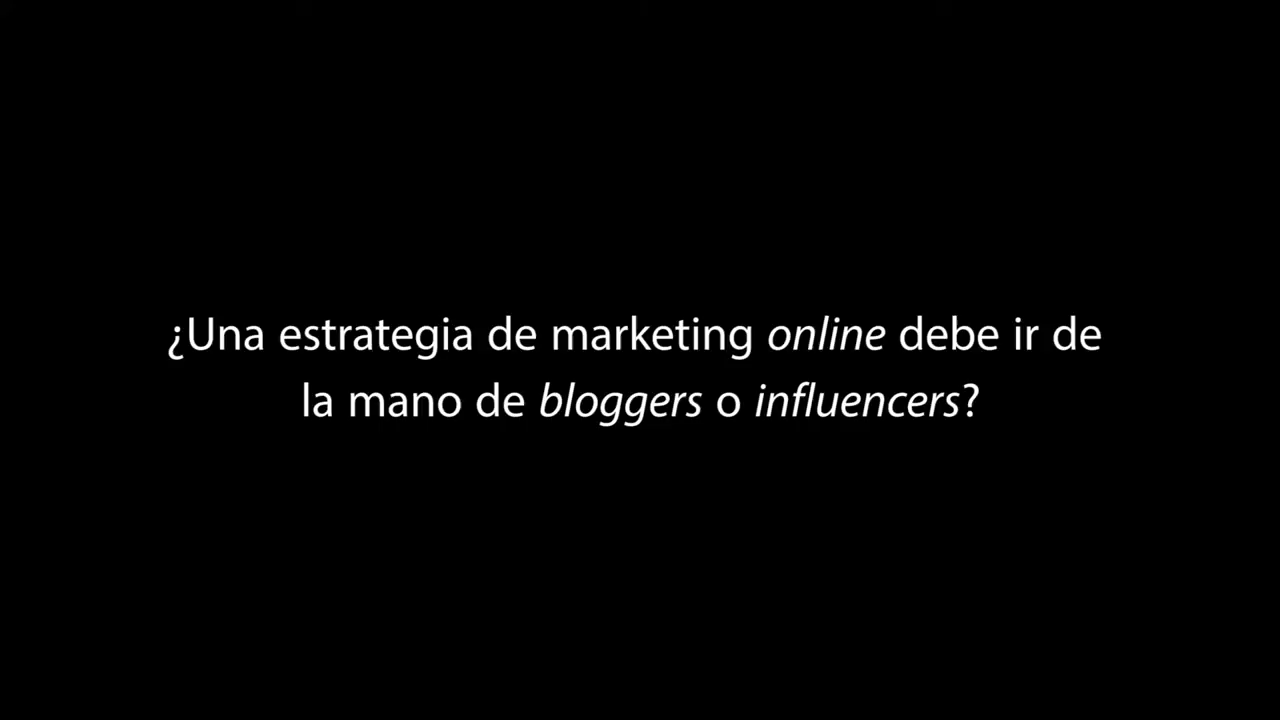 ¿Una estrategia de marketing online debe ir de
la mano de bloggers o influencers?